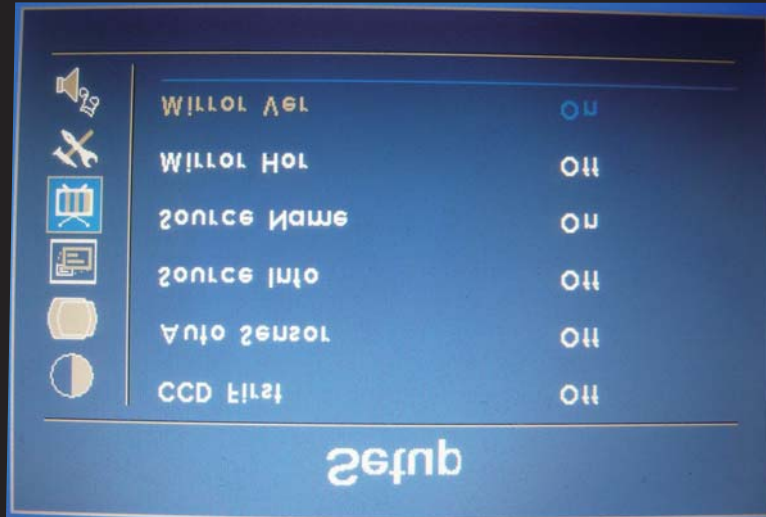 Setup
CCD First Off
Auto Sensor Off
Source Info Off
Source Name On
Mirror Hor Off
Mirror Ver On